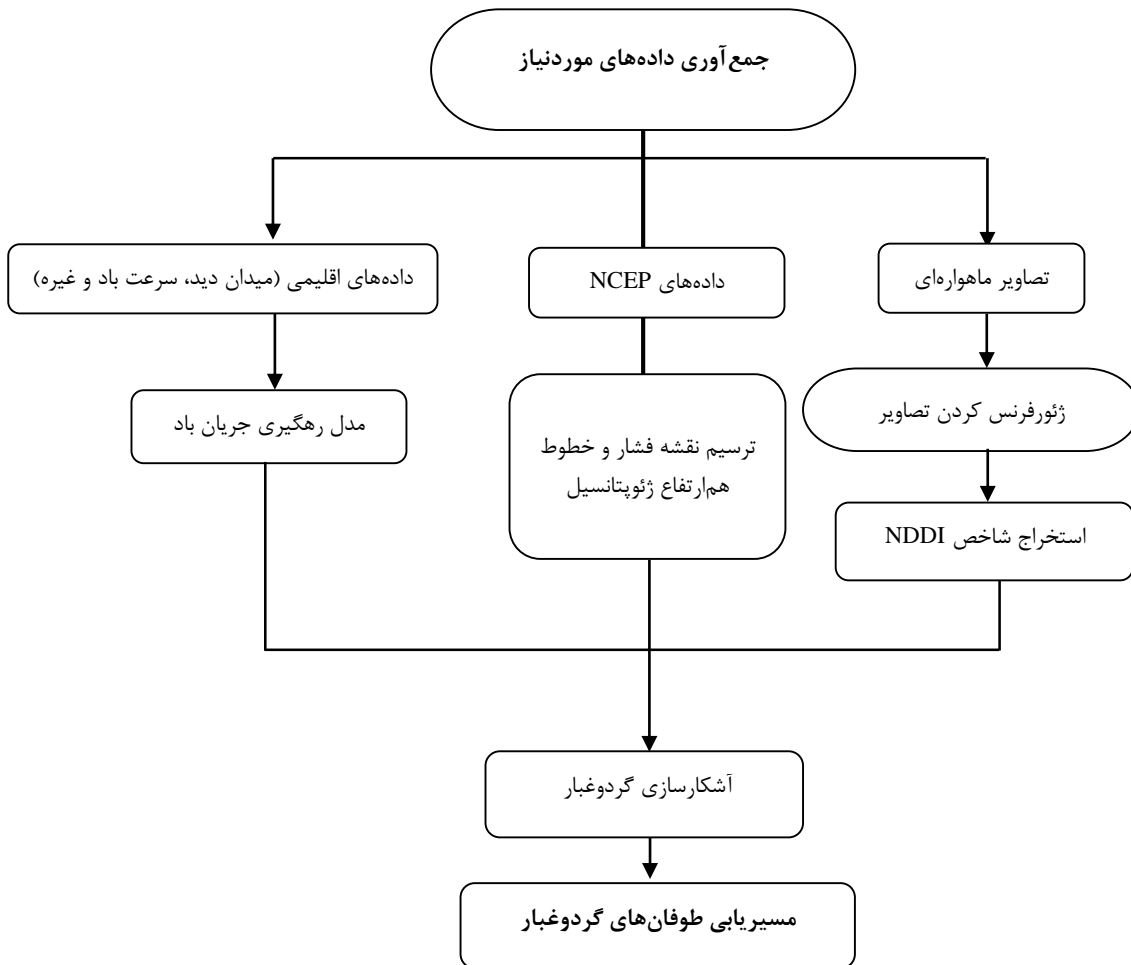 جمع‌آوری داده‌های موردنیاز
تصاویر ماهواره‌ای
داده‌های NCEP
داده‌های اقلیمی (میدان دید، سرعت باد و غیره)
ژئورفرنس کردن تصاویر
ترسیم نقشه فشار و خطوط
هم‌ارتفاع ژئوپتانسیل
مدل رهگیری جریان باد
استخراج شاخص NDDI
آشکارسازی گردوغبار
مسیریابی طوفان‌های گردوغبار